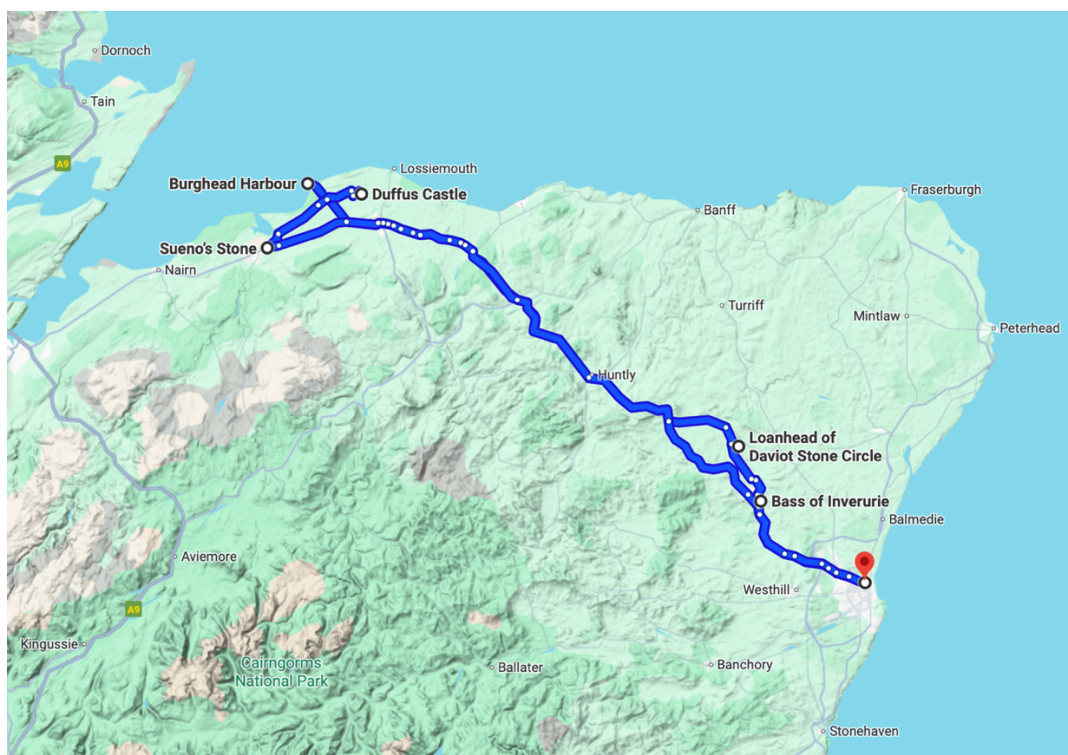 Dornoch
Tain
A9
Lossiemouth
Burghead Harbour
Duffus Castle
Fraserburgh
Banff
Sueno's Stone
Nairn
Turriff
Mintlaw
Peterhead
Huntly
Loanhead of
Daviot Stone Circle
Bass of Inverurie
Balmedie
Aviemore
Westhill
A9
Kingussie
Cairngorms
National Park
Ballater
Banchory
Stonehaven